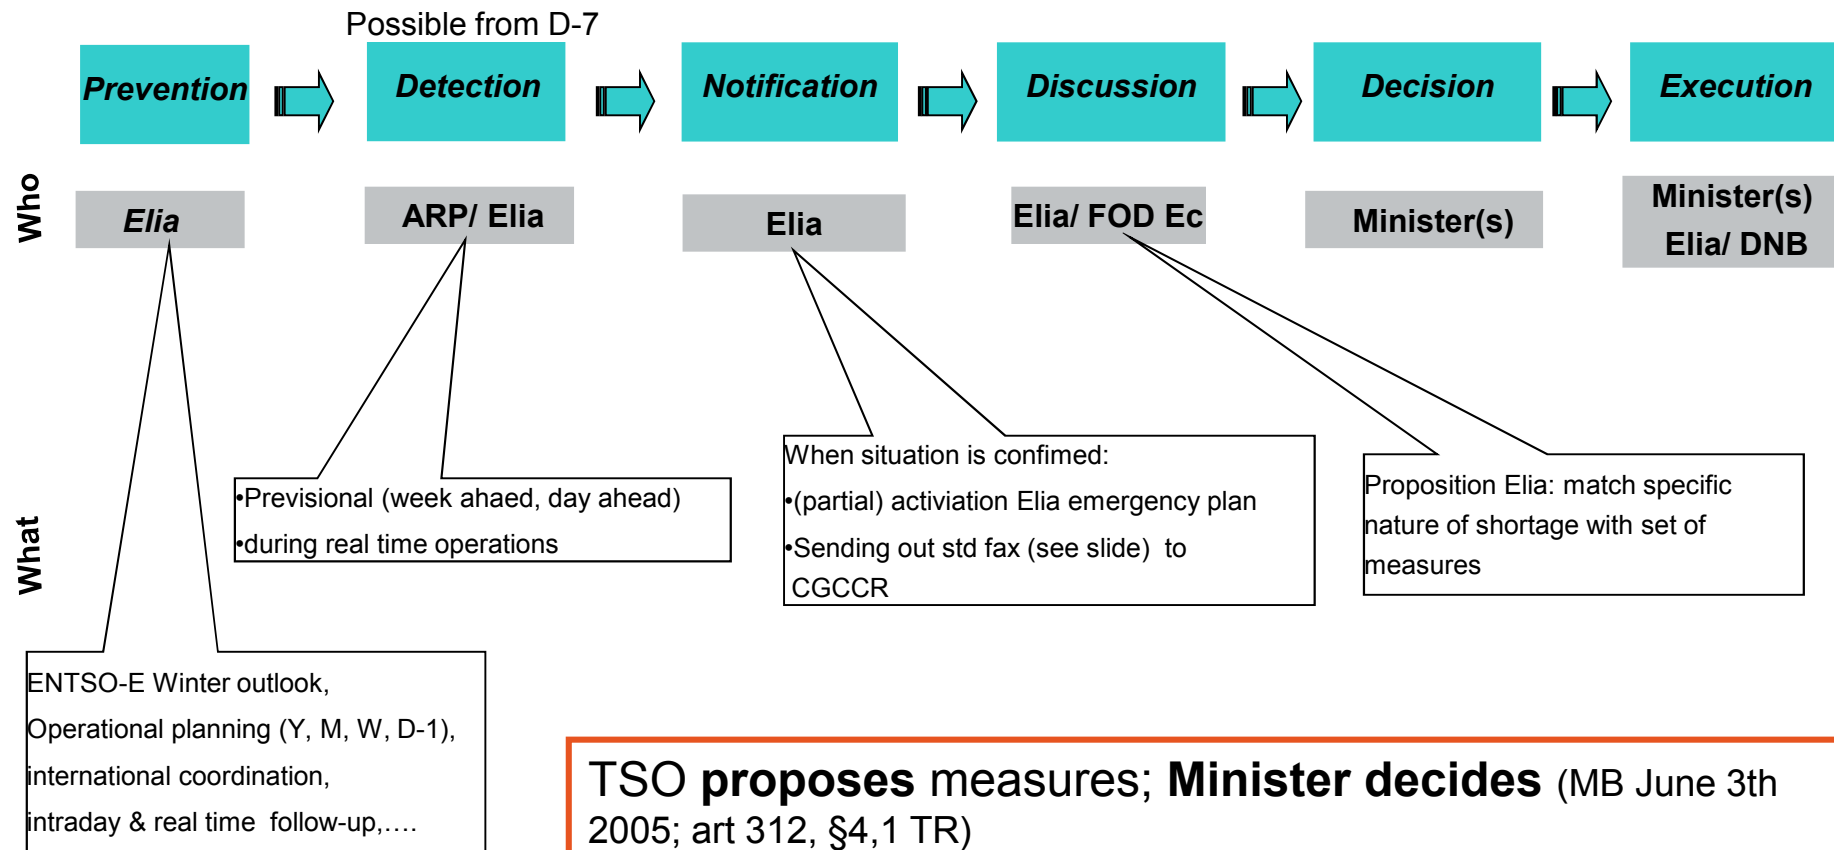 Possible from D-7
Prevention
Detection
Notification
Discussion
Decision
Execution
Who
Elia
ARP/ Elia
Elia
Elia/ FOD Ec
Minister(s)
Minister(s)
Elia/ DNB
What
•Previsional (week ahaed, day ahead)
•during real time operations
When situation is confimed:
•(partial) activiation Elia emergency plan
•Sending out std fax (see slide) to
CGCCR
Proposition Elia: match specific
nature of shortage with set of
measures
ENTSO-E Winter outlook,
Operational planning (Y, M, W, D-1),
international coordination,
intraday & real time follow-up,....
TSO proposes measures; Minister decides (MB June 3th
2005; art 312, §4,1 TR)